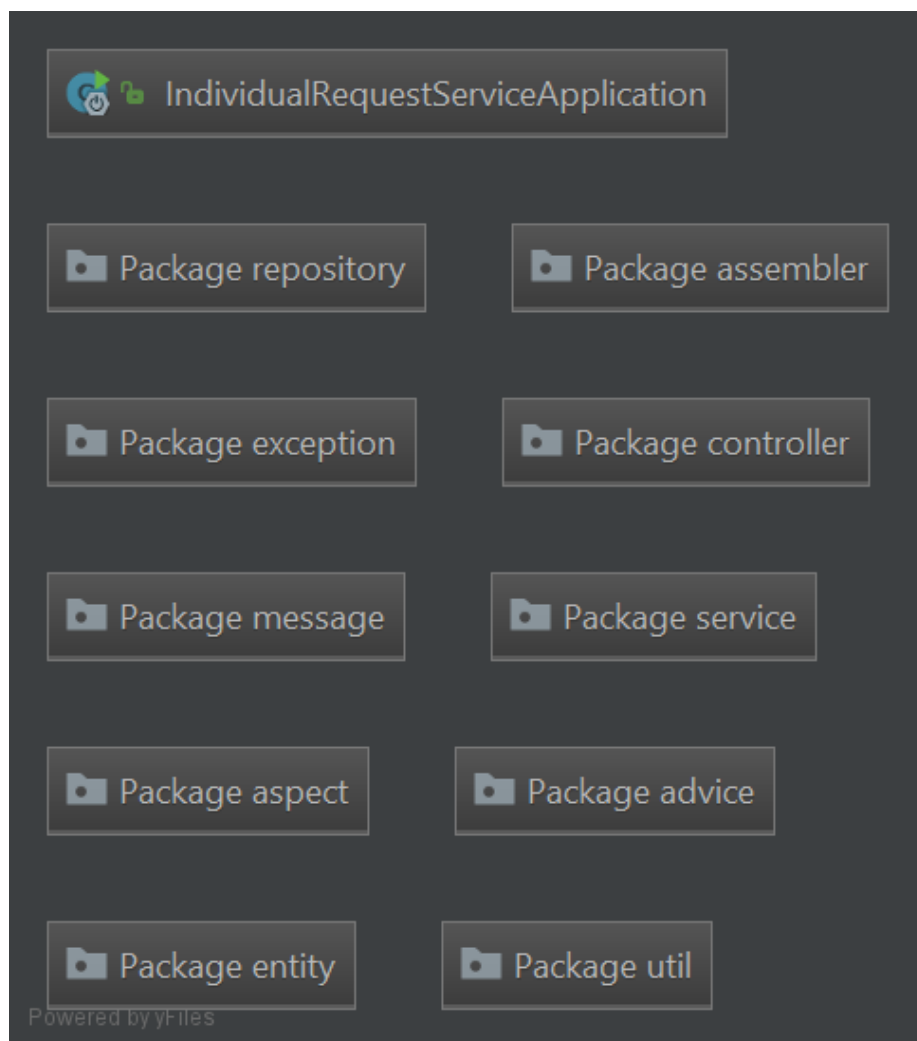 IndividualRequestServiceApplication
Package repository
Package assembler
Package exception
Package controller
Package message
Package service
Package aspect
Package advice
Package entity
Package util
Powered by yFiles